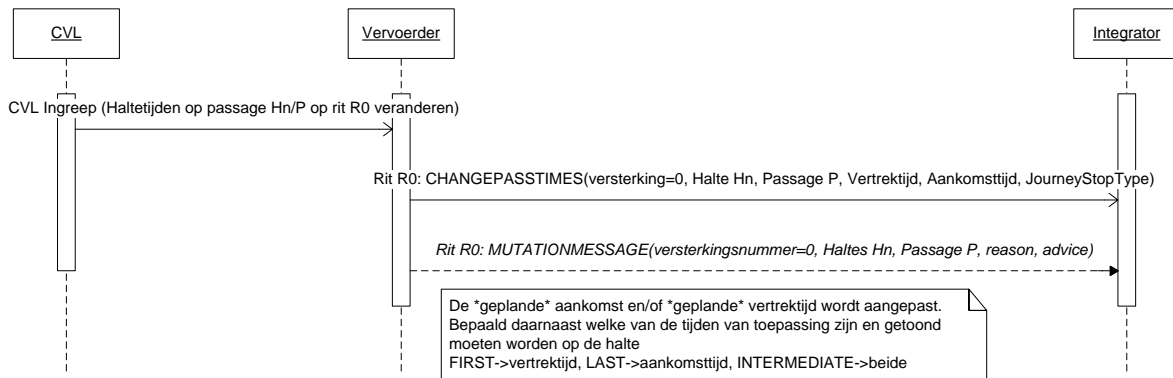 CVL
Vervoerder
Integrator
CVL Ingreep (Haltetijden op passage Hn/P op rit R0 veranderen)
Rit R0: CHANGEPASSTIMES(versterking=0, Halte Hn, Passage P, Vertrektijd, Aankomsttijd, JourneyStopType)
Rit R0: MUTATIONMESSAGE(versterkingsnummer=0, Haltes Hn, Passage P, reason, advice)
De *geplande* aankomst en/of *geplande* vertrektijd wordt aangepast.
Bepaald daarnaast welke van de tijden van toepassing zijn en getoond
moeten worden op de halte
FIRST->vertrektijd, LAST->aankomsttijd, INTERMEDIATE->beide